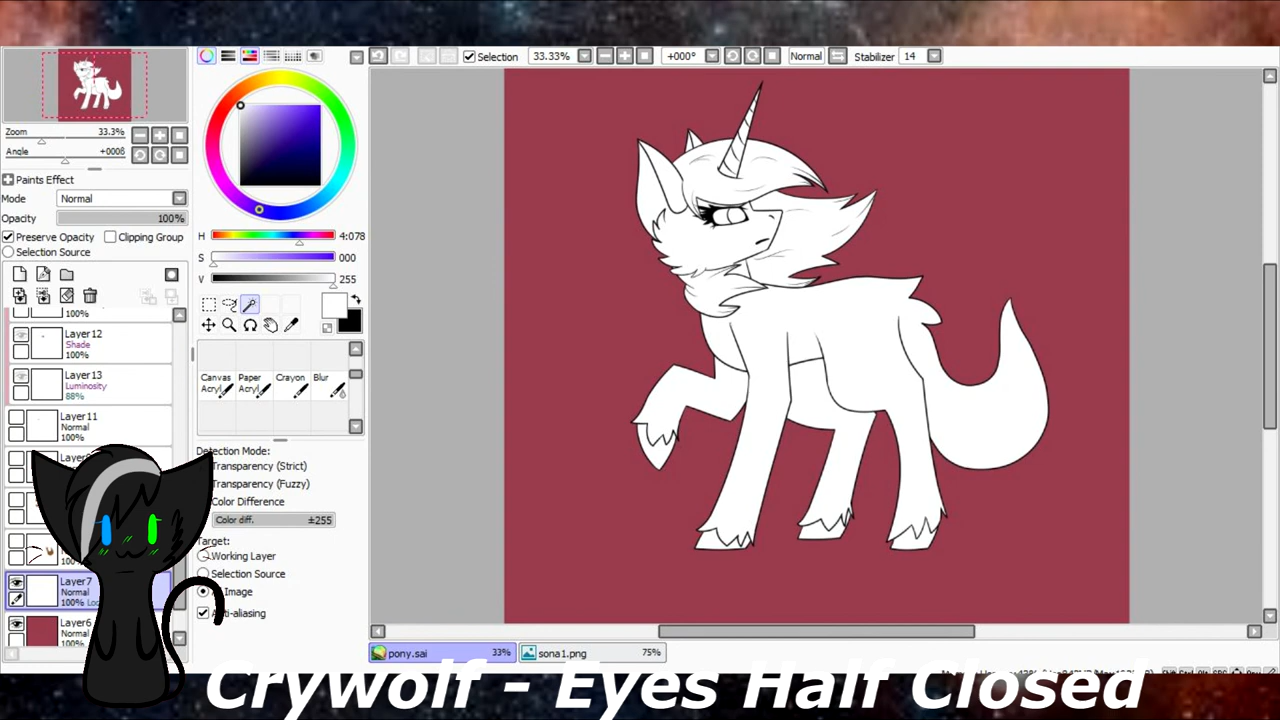 Selection 33.33% +000° Normal Stabilizer 14
Zoom 33.3%
Angle +0008
Paints Effect
Mode Normal
Opacity 100%
Preserve Opacity Clipping Group
Selection Source
100%
Layer12
Shade
100%
Layer13
Luminosity
88%
Layer11
Normal
100%
Layer7
Normal
100%
Layer6
Normal
H 4:078
S 000
V 255
Canvas Acryl
Paper Acryl
Crayon
Blur
Detection Mode:
Transparency (Strict)
Transparency (Fuzzy)
Color Difference
Color diff. ±255
Target:
Working Layer
Selection Source
Image
Anti-aliasing
pony.sai 33% sona1.png 75%
Crywolf - Eyes Half Closed